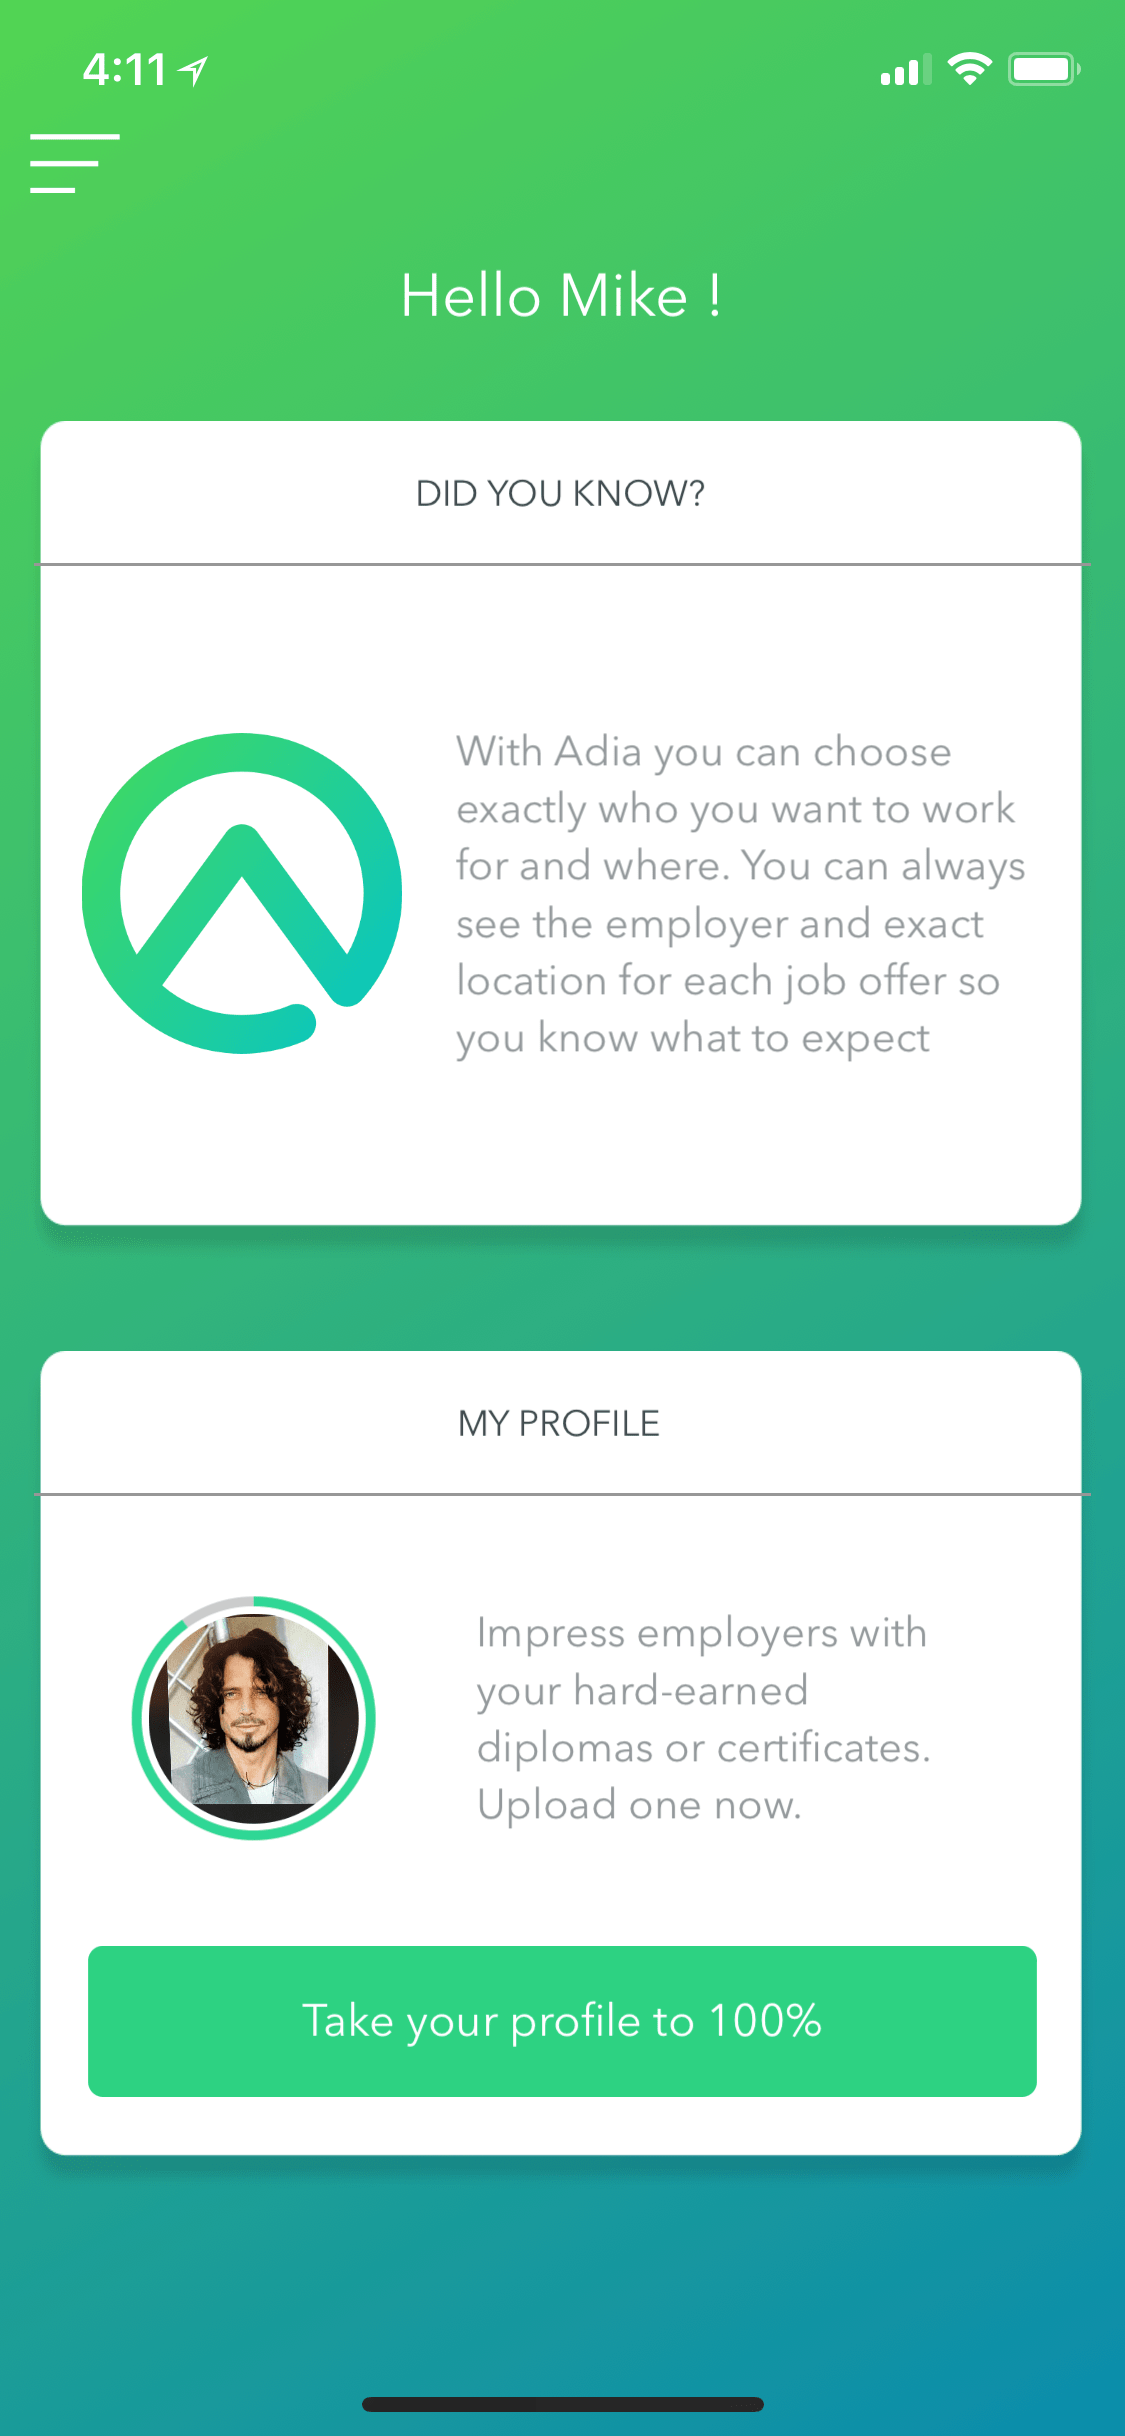 4:11
Hello Mike !
DID YOU KNOW?
With Adia you can choose
exactly who you want to work
for and where. You can always
see the employer and exact
location for each job offer so
you know what to expect
MY PROFILE
Impress employers with
your hard-earned
diplomas or certificates.
Upload one now.
Take your profile to 100%